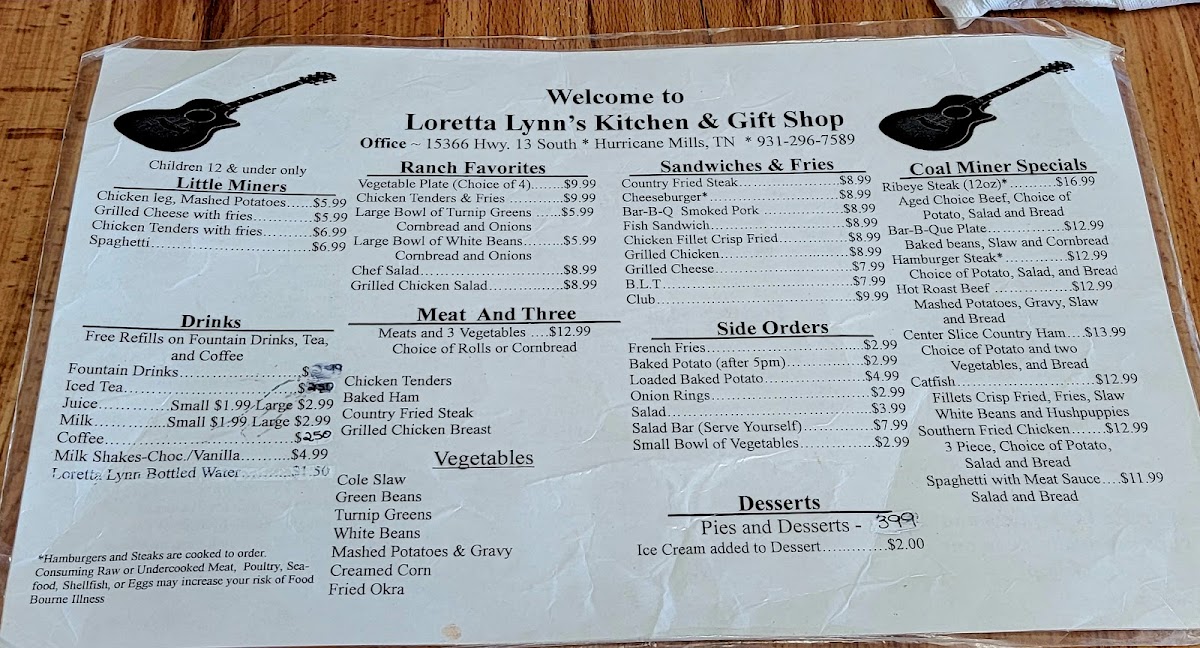 Welcome to
Loretta Lynn's Kitchen & Gift Shop
Office ~ 15366 Hwy. 13 South * Hurricane Mills, TN * 931-296-7589
Children 12 & under only
Little Miners
Chicken leg, Mashed Potatoes.....$5.99
Grilled Cheese with fries...............$5.99
Chicken Tenders with fries...........$6.99
Spaghetti.......................................$6.99
Drinks
Free Refills on Fountain Drinks, Tea,
and Coffee
Fountain Drinks......................$2.99
Iced Tea................................$2.50
Juice.............Small $1.99 Large $2.99
Milk..............Small $1.99 Large $2.99
Coffee....................................$250
Milk Shakes-Choc./Vanilla.........$4.99
Loretta Lynn Bottled Water..........$1.50
*Hamburgers and Steaks are cooked to order.
Consuming Raw or Undercooked Meat, Poultry, Sea-
food, Shellfish, or Eggs may increase your risk of Food
Bourne Illness
Ranch Favorites
Vegetable Plate (Choice of 4).......$9.99
Chicken Tenders & Fries..............$9.99
Large Bowl of Turnip Greens ......$5.99
Cornbread and Onions
Large Bowl of White Beans..........$5.99
Cornbread and Onions
Chef Salad....................................$8.99
Grilled Chicken Salad..................$8.99
Meat And Three
Meats and 3 Vegetables ....$12.99
Choice of Rolls or Cornbread
Chicken Tenders
Baked Ham
Country Fried Steak
Grilled Chicken Breast
Vegetables
Cole Slaw
Green Beans
Turnip Greens
White Beans
Mashed Potatoes & Gravy
Creamed Corn
Fried Okra
Sandwiches & Fries
Country Fried Steak......................$8.99
Cheeseburger*.............................$8.99
Bar-B-Q Smoked Pork ..................$8.99
Fish Sandwich..............................$8.99
Chicken Fillet Crisp Fried..............$8.99
Grilled Chicken............................$8.99
Grilled Cheese..............................$7.99
B.L.T............................................$7.99
Club.............................................$9.99
Side Orders
French Fries..................................$2.99
Baked Potato (after 5pm)...............$2.99
Loaded Baked Potato.....................$4.99
Onion Rings..................................$2.99
Salad............................................$3.99
Salad Bar (Serve Yourself).............$7.99
Small Bowl of Vegetables...............$2.99
Desserts
Pies and Desserts - 399
Ice Cream added to Dessert.............$2.00
Coal Miner Specials
Ribeye Steak (12oz)*..........$16.99
Aged Choice Beef, Choice of
Potato, Salad and Bread
Bar-B-Que Plate..................$12.99
Baked beans, Slaw and Cornbread
Hamburger Steak*..............$12.99
Choice of Potato, Salad, and Bread
Hot Roast Beef ..................$12.99
Mashed Potatoes, Gravy, Slaw
and Bread
Center Slice Country Ham....$13.99
Choice of Potato and two
Vegetables, and Bread
Catfish................................$12.99
Fillets Crisp Fried, Fries, Slaw
White Beans and Hushpuppies
Southern Fried Chicken........$12.99
3 Piece, Choice of Potato,
Salad and Bread
Spaghetti with Meat Sauce....$11.99
Salad and Bread